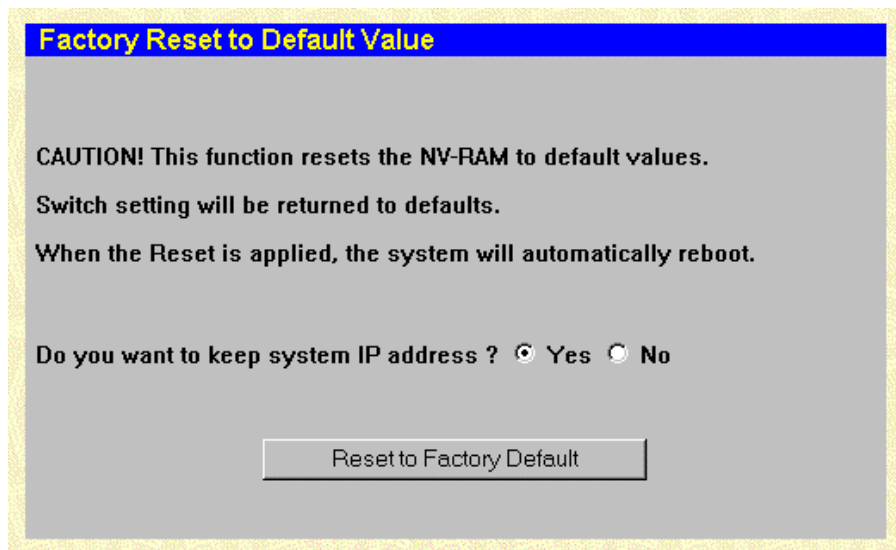 Factory Reset to Default Value
CAUTION! This function resets the NV-RAM to default values.
Switch setting will be returned to defaults.
When the Reset is applied, the system will automatically reboot.
Do you want to keep system IP address ? Yes No
Reset to Factory Default